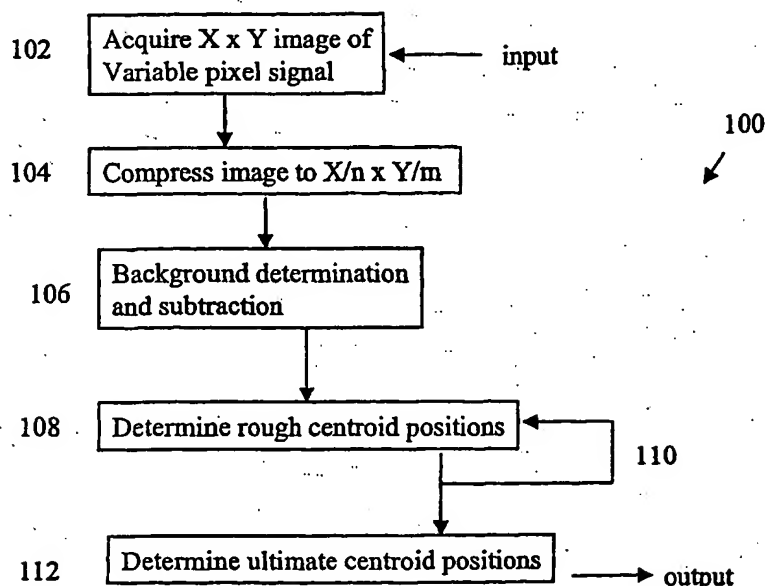 102
Acquire X x Y image of
Variable pixel signal
input
100
104
Compress image to X/n x Y/m
106
Background determination
and subtraction
108
Determine rough centroid positions
110
112
Determine ultimate centroid positions
output